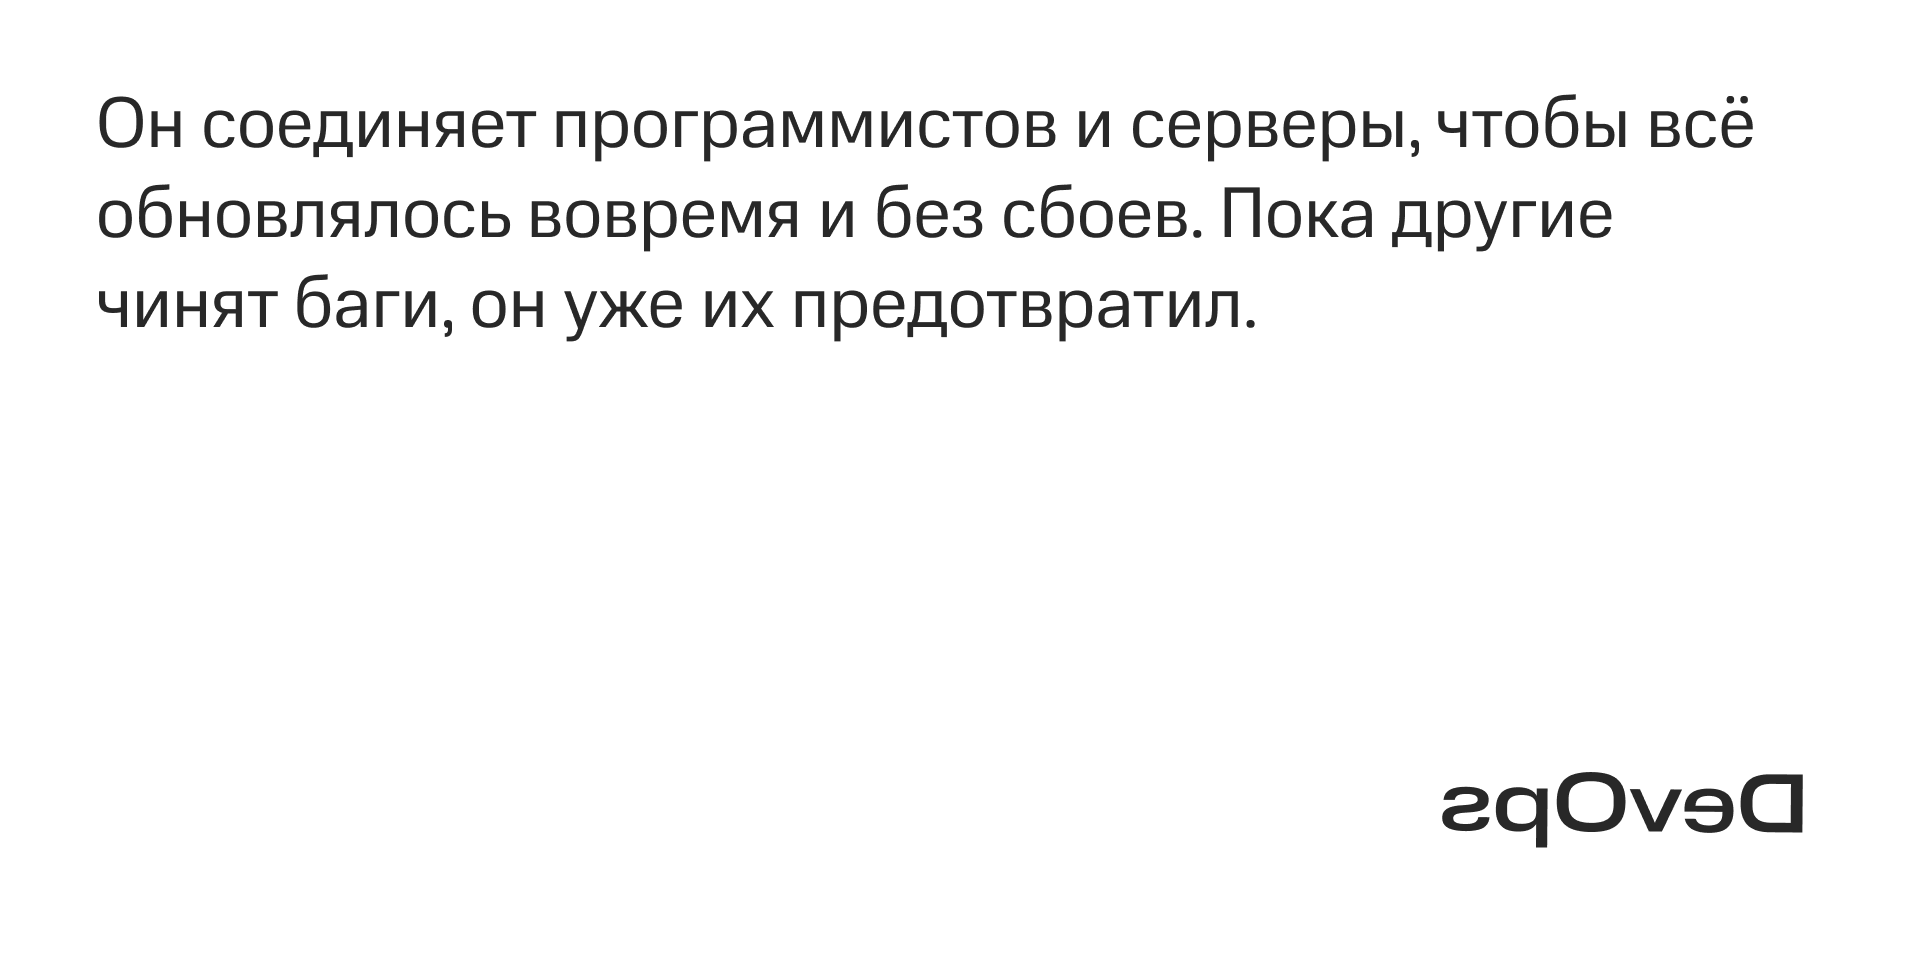 Он соединяет программистов и серверы, чтобы всё
обновлялось вовремя и без сбоев. Пока другие
чинят баги, он уже их предотвратил.
DevOps